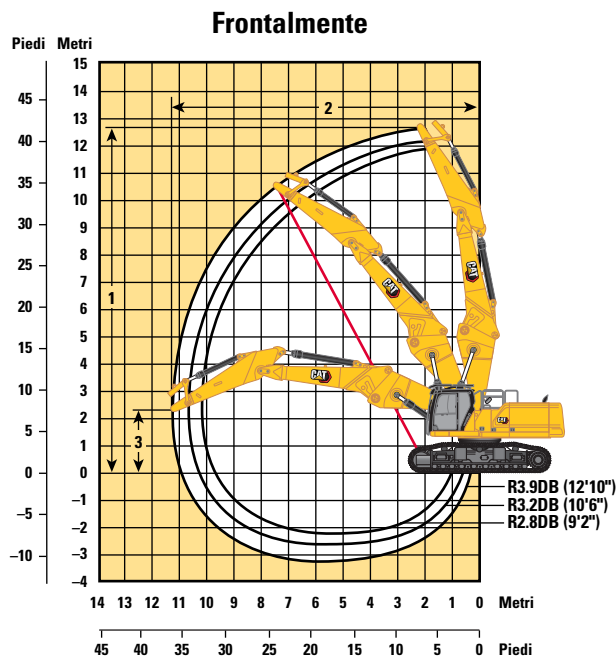 Frontalmente
Piedi Metri
15
45 14
13
2
40 12
11
35 10
30 9
8
25 7
1
20 6
5
15 4
10 3
2
5 3
1
0 0
–1
–5 –2
–10 –3
–4
CAT
CAT
CAT
CAT
R3.9DB (12'10")
R3.2DB (10'6")
R2.8DB (9'2")
14 13 12 11 10 9 8 7 6 5 4 3 2 1 0 Metri
45 40 35 30 25 20 15 10 5 0 Piedi